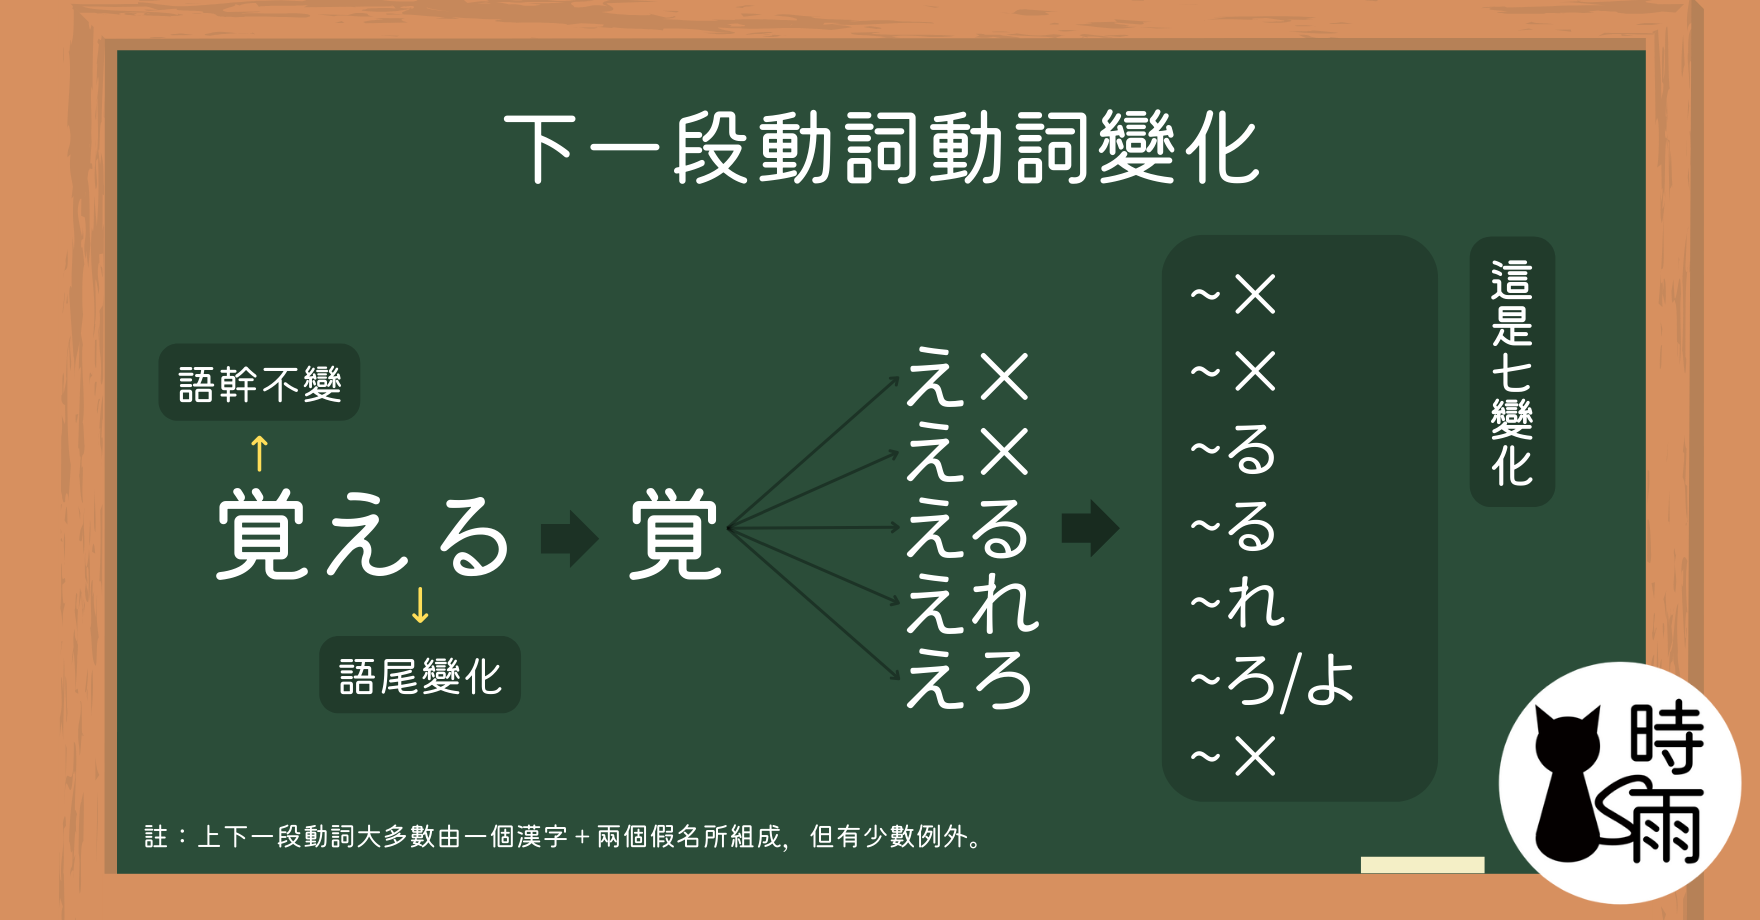 下一段動詞動詞變化
語幹不變
↑
覚える
↓
語尾變化
覚
え×
え×
える
えれ
えろ
~×
~×
~る
~る
~れ
~ろ/よ
~×
這是七變化
註：上下一段動詞大多數由一個漢字+兩個假名所組成，但有少數例外。
時雨